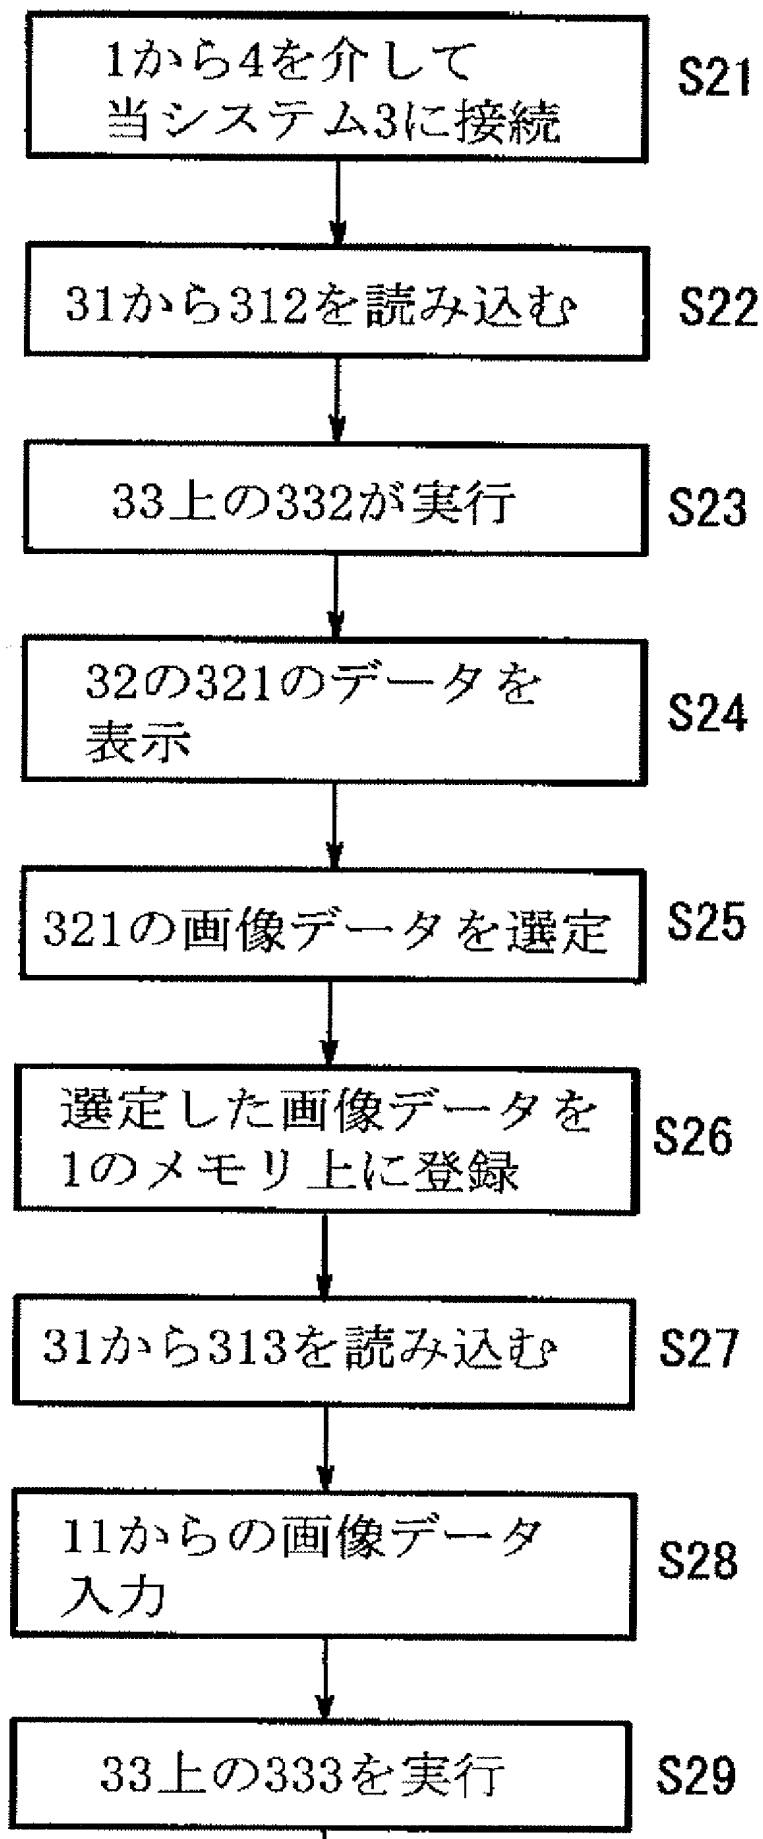 1から4を介して
当システム3に接続
S21
31から312を読み込む
S22
33上の332が実行
S23
32の321のデータを
表示
S24
321の画像データを選定
S25
選定した画像データを
1のメモリ上に登録
S26
31から313を読み込む
S27
11からの画像データ
入力
S28
33上の333を実行
S29